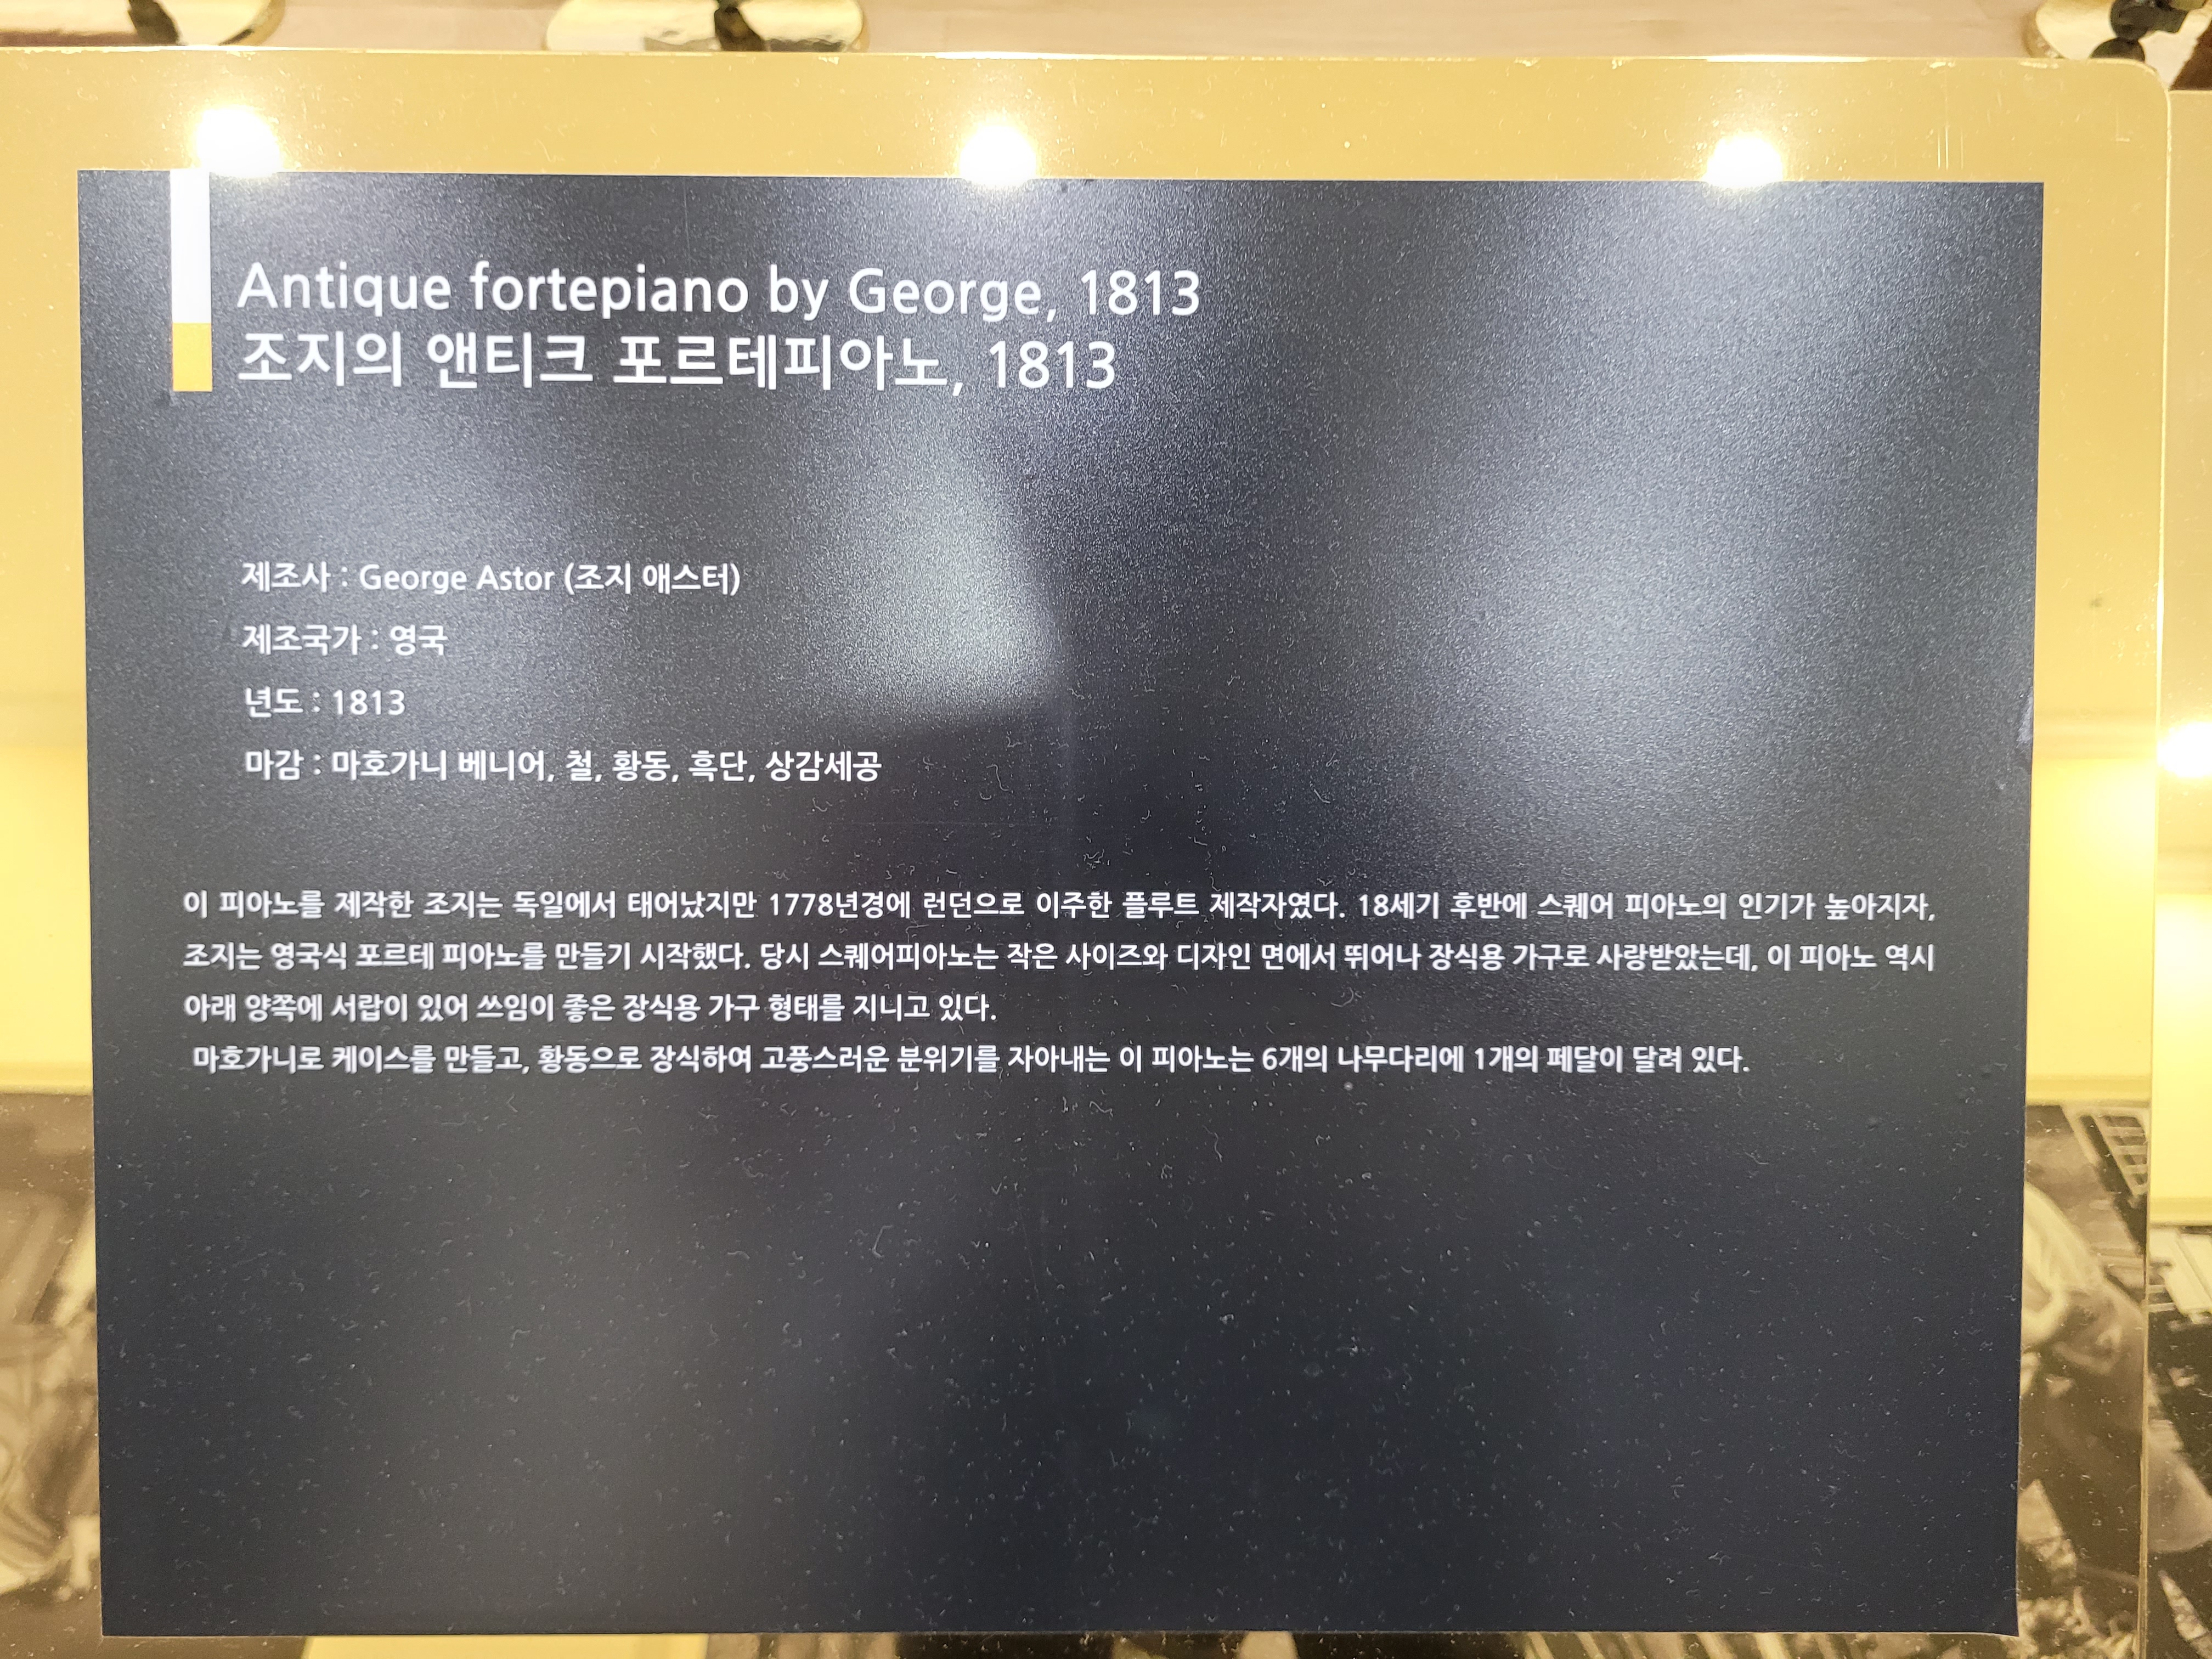 Antique fortepiano by George, 1813
조지의 앤티크 포르테피아노, 1813
제조사 : George Astor (조지 애스터)
제조국가 : 영국
년도 : 1813
마감 : 마호가니 베니어, 철, 황동, 흑단, 상감세공
이 피아노를 제작한 조지는 독일에서 태어났지만 1778년경에 런던으로 이주한 플루트 제작자였다. 18세기 후반에 스퀘어 피아노의 인기가 높아지자,
조지는 영국식 포르테 피아노를 만들기 시작했다. 당시 스퀘어피아노는 작은 사이즈와 디자인 면에서 뛰어나 장식용 가구로 사랑받았는데, 이 피아노 역시
아래 양쪽에 서랍이 있어 쓰임이 좋은 장식용 가구 형태를 지니고 있다.
마호가니로 케이스를 만들고, 황동으로 장식하여 고풍스러운 분위기를 자아내는 이 피아노는 6개의 나무다리에 1개의 페달이 달려 있다.